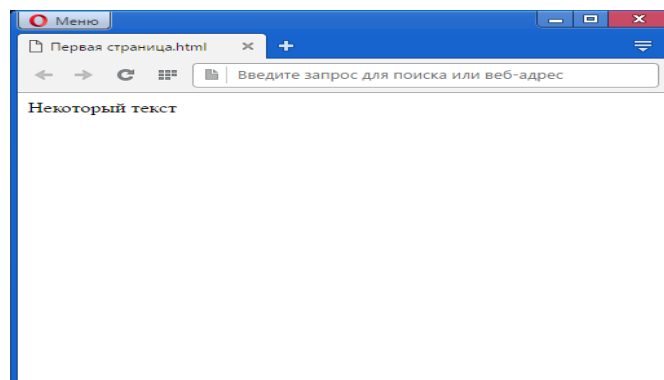 Меню
Первая страница.html
Введите запрос для поиска или веб-адрес
Некоторый текст